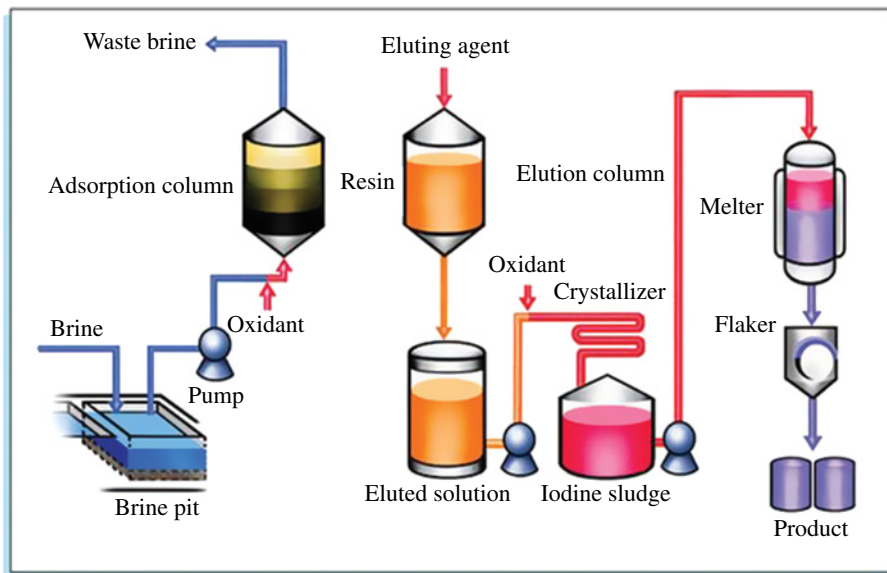 Waste brine
Eluting agent
Adsorption column
Resin
Elution column
Melter
Oxidant
Crystallizer
Brine
Oxidant
Flaker
Pump
Brine pit
Eluted solution
Iodine sludge
Product